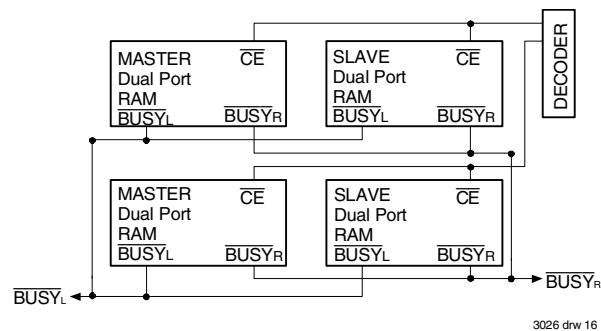 MASTER CE
Dual Port
RAM
BUSYL BUSYR
SLAVE CE
Dual Port
RAM
BUSYL BUSYR
DECODER
MASTER CE
Dual Port
RAM
BUSYL BUSYR
SLAVE CE
Dual Port
RAM
BUSYL BUSYR
BUSYL
BUSYR
3026 drw 16